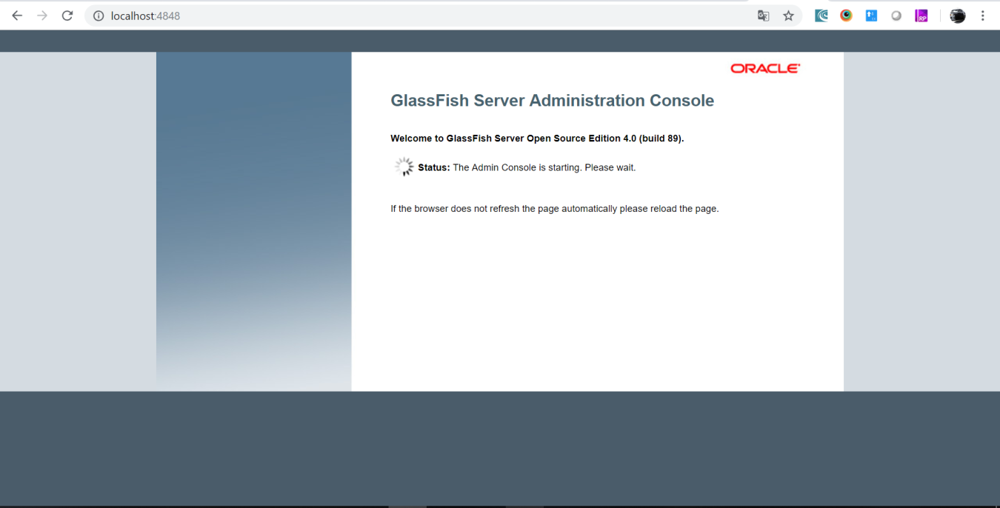 localhost:4848
ORACLE
GlassFish Server Administration Console
Welcome to GlassFish Server Open Source Edition 4.0 (build 89).
Status: The Admin Console is starting. Please wait.
If the browser does not refresh the page automatically please reload the page.